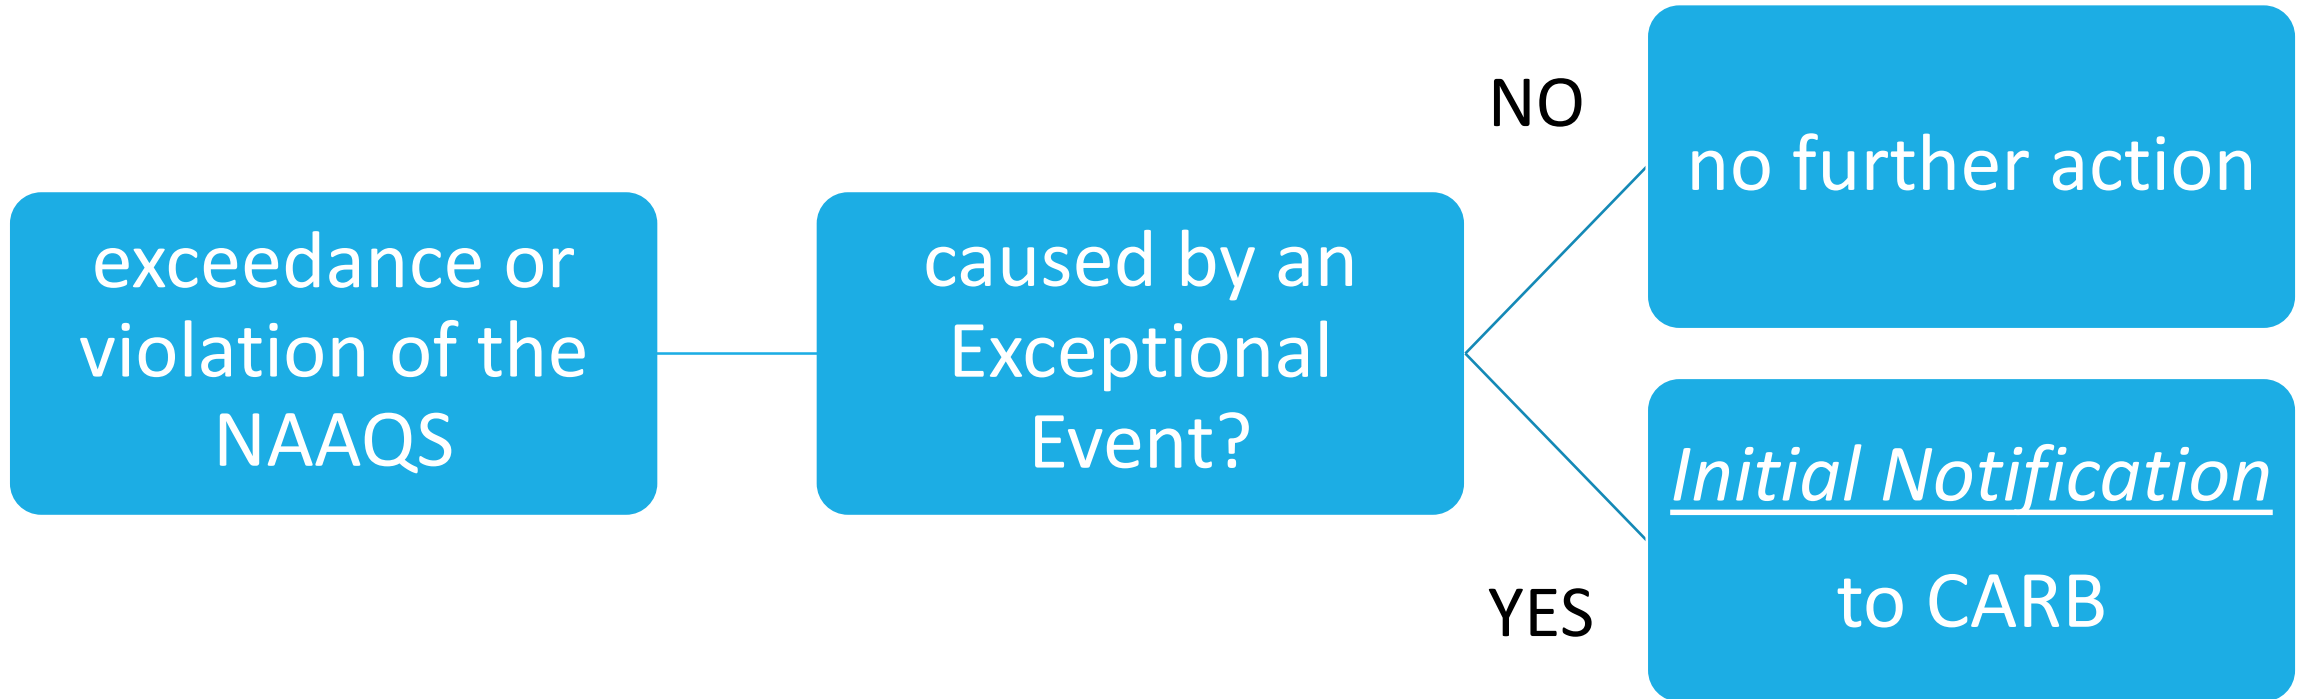 exceedance or
violation of the
NAAQS
caused by an
Exceptional
Event?
NO
no further action
YES
Initial Notification
to CARB